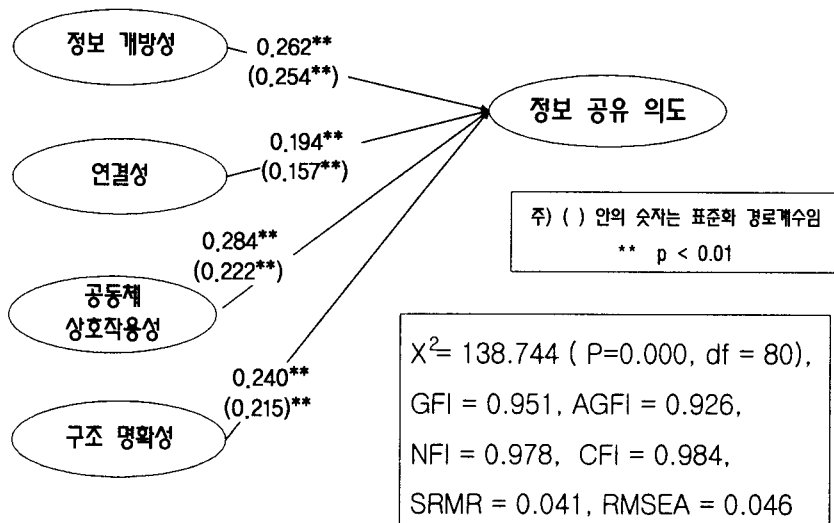 정보 개방성
0.262**
(0.254**)
정보 공유 의도
0.194**
(0.157**)
연결성
주) ( ) 안의 숫자는 표준화 경로계수임
** p < 0.01
0.284**
(0.222**)
공동체
상호작용성
X²= 138.744 ( P=0.000, df = 80),
GFI = 0.951, AGFI = 0.926,
NFI = 0.978, CFI = 0.984,
SRMR = 0.041, RMSEA = 0.046
0.240**
(0.215)**
구조 명확성